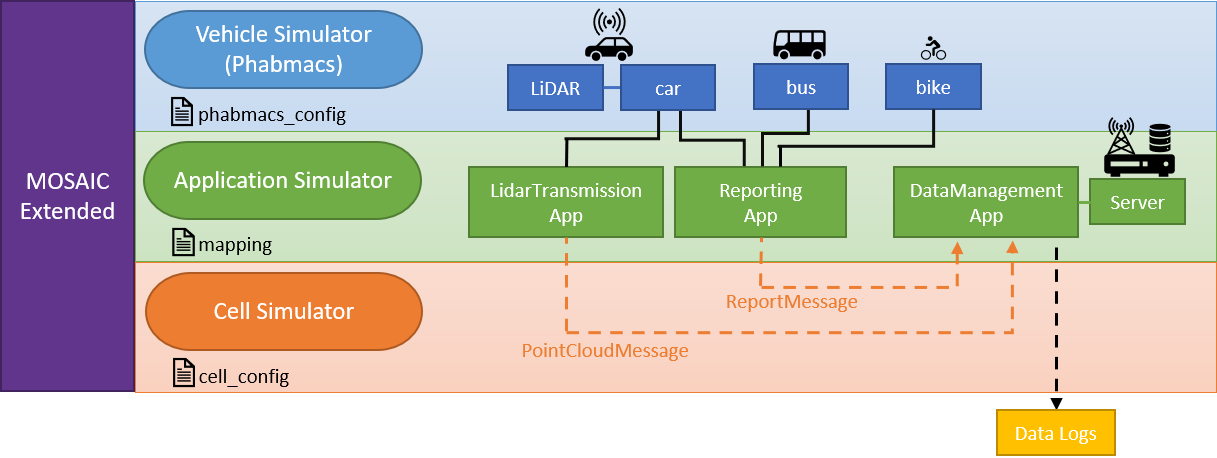 MOSAIC
Extended
Vehicle Simulator
(Phabmacs)
phabmacs_config
LiDAR
car
bus
bike
Application Simulator
mapping
LidarTransmission
App
Reporting
App
DataManagement
App
Server
Cell Simulator
cell_config
ReportMessage
PointCloudMessage
Data Logs